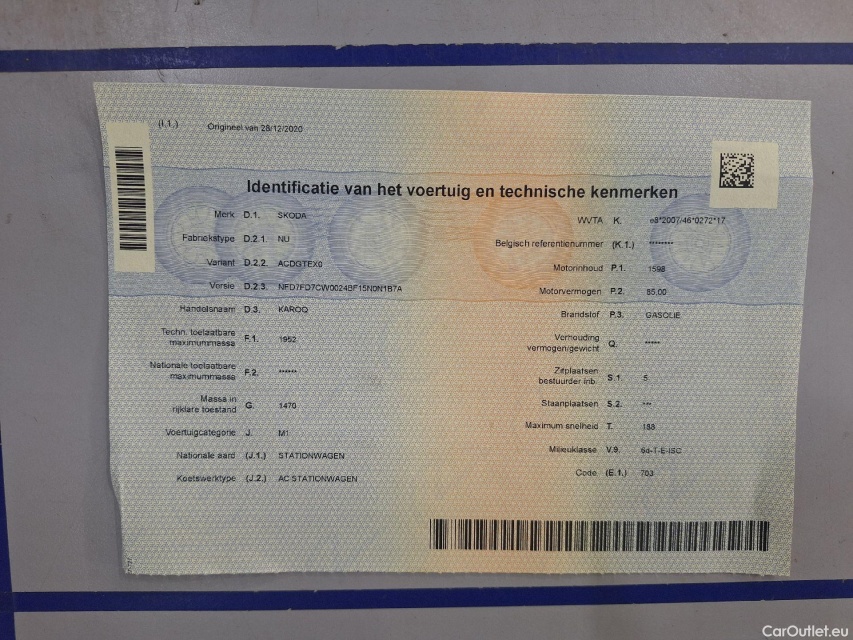 (I.1.) Origineel van 28/12/2020
Identificatie van het voertuig en technische kenmerken
Merk D.1. SKODA
Fabriekstype D.2.1. NU
Variant D.2.2. ACDGTEX0
Versie D.2.3. NFD7FD7CW0024BF15N0N1B7A
Handelsnaam D.3. KAROQ
Techn. toelaatbare
maximummassa F.1. 1952
Nationale toelaatbare
maximummassa F.2. ******
Massa in
rijklare toestand G. 1470
Voertuigcategorie J. M1
Nationale aard (J.1.) STATIONWAGEN
Koetswerktype (J.2.) AC STATIONWAGEN
WVTA K. e8*2007/46*0272*17
Belgisch referentienummer (K.1.) ********
Motorinhoud P.1. 1598
Motorvermogen P.2. 85,00
Brandstof P.3. GASOLIE
Verhouding
vermogen/gewicht Q. *****
Zitplaatsen
bestuurder inb. S.1. 5
Staanplaatsen S.2. ***
Maximum snelheid T. 188
Milieuklasse V.9. 6d-T-E-ISC
Code (E.1.) 703
CarOutlet.eu